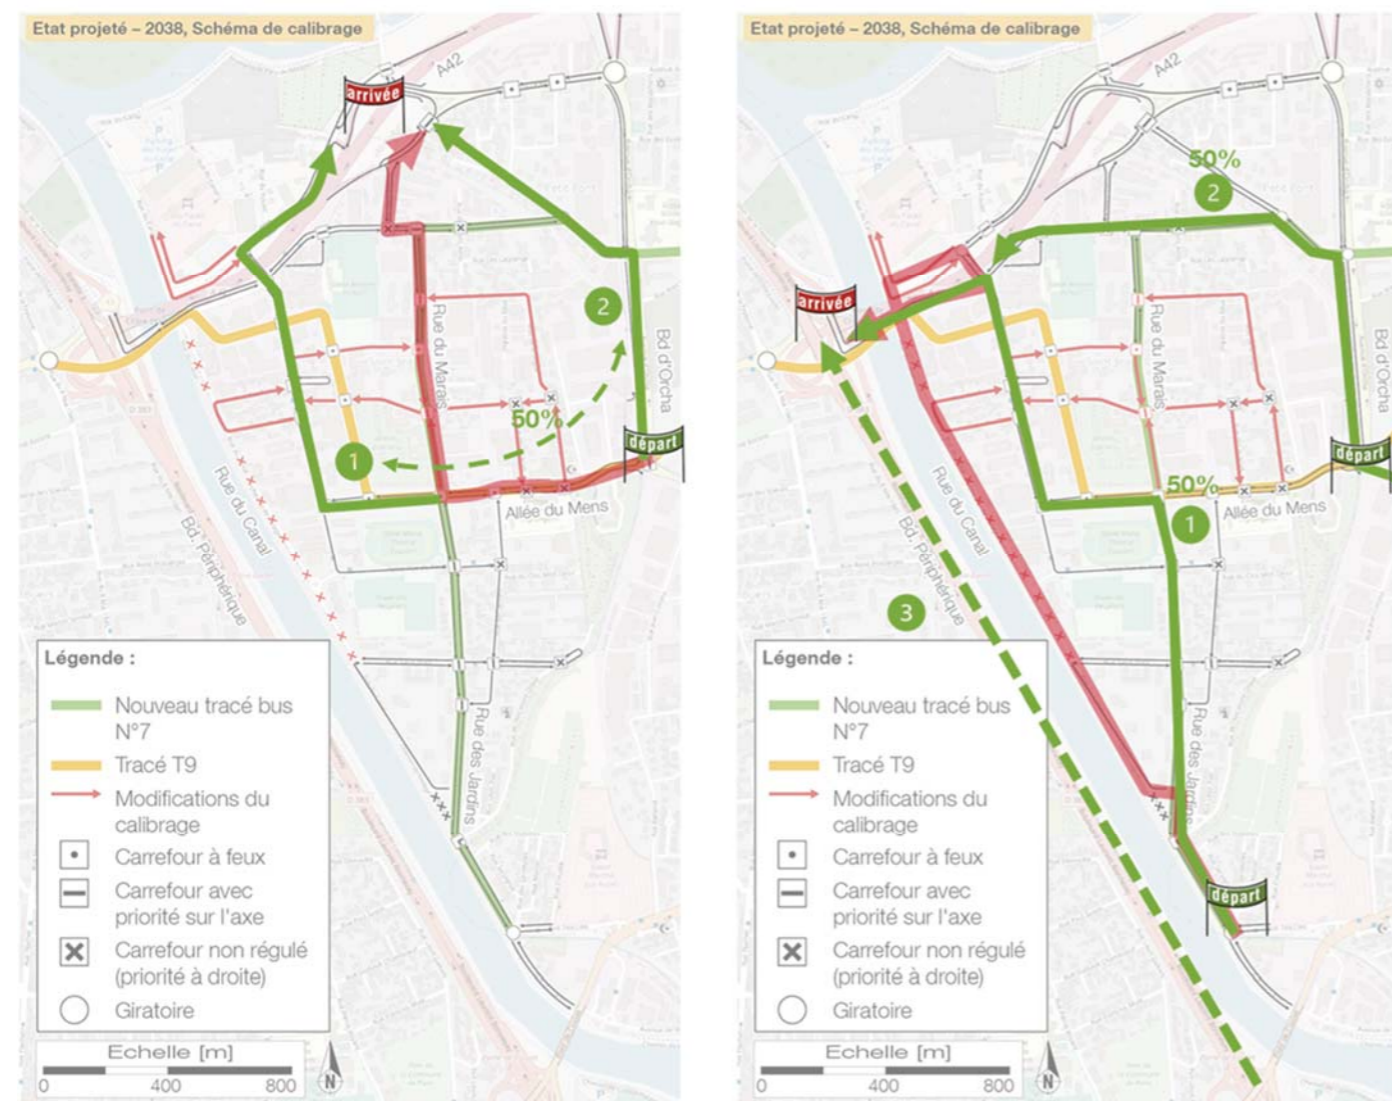 Etat projeté – 2038, Schéma de calibrage
A42
arrivée
Rue du Marais
2
Bd d'Orcha
50%
départ
1
Allée du Mens
Rue du Canal
Bd. Périphérique
Rue des Jardins
D 383
D 383
Légende :
Nouveau tracé bus
N°7
Tracé T9
Modifications du
calibrage
Carrefour à feux
Carrefour avec
priorité sur l'axe
Carrefour non régulé
(priorité à droite)
Giratoire
Echelle [m]
0 400 800
N
Etat projeté – 2038, Schéma de calibrage
A42
50%
2
arrivée
Rue du Marais
Bd d'Orcha
départ
50%
1
Allée du Mens
Rue du Canal
Bd. Périphérique
3
Rue des Jardins
départ
Légende :
Nouveau tracé bus
N°7
Tracé T9
Modifications du
calibrage
Carrefour à feux
Carrefour avec
priorité sur l'axe
Carrefour non régulé
(priorité à droite)
Giratoire
Echelle [m]
0 400 800
N